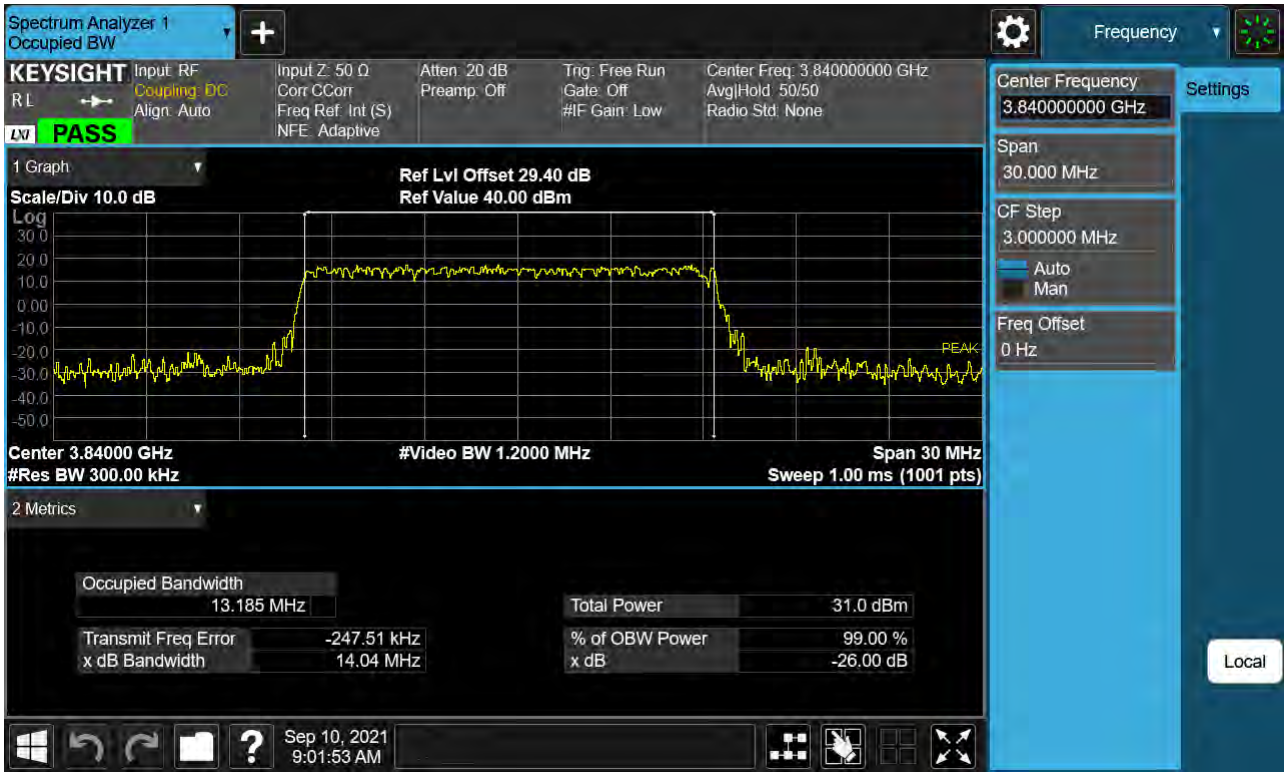 Spectrum Analyzer 1
Occupied BW
+
Frequency
KEYSIGHT
R L
LXI PASS
Input: RF
Coupling: DC
Align: Auto
Input Z: 50 Ω
Corr CCorr
Freq Ref: Int (S)
NFE: Adaptive
Atten: 20 dB
Preamp: Off
Trig: Free Run
Gate: Off
#IF Gain: Low
Center Freq: 3.840000000 GHz
Avg|Hold: 50/50
Radio Std: None
Center Frequency
3.840000000 GHz
Settings
Span
30.000 MHz
CF Step
3.000000 MHz
Auto
Man
Freq Offset
0 Hz
Local
1 Graph
Scale/Div 10.0 dB
Ref Lvl Offset 29.40 dB
Ref Value 40.00 dBm
Log
30.0
20.0
10.0
0.00
-10.0
-20.0
-30.0
-40.0
-50.0
PEAK
Center 3.84000 GHz
#Video BW 1.2000 MHz
Span 30 MHz
#Res BW 300.00 kHz
Sweep 1.00 ms (1001 pts)
2 Metrics
Occupied Bandwidth
13.185 MHz
Total Power 31.0 dBm
Transmit Freq Error -247.51 kHz
% of OBW Power 99.00 %
x dB Bandwidth 14.04 MHz
x dB -26.00 dB
?
Sep 10, 2021
9:01:53 AM